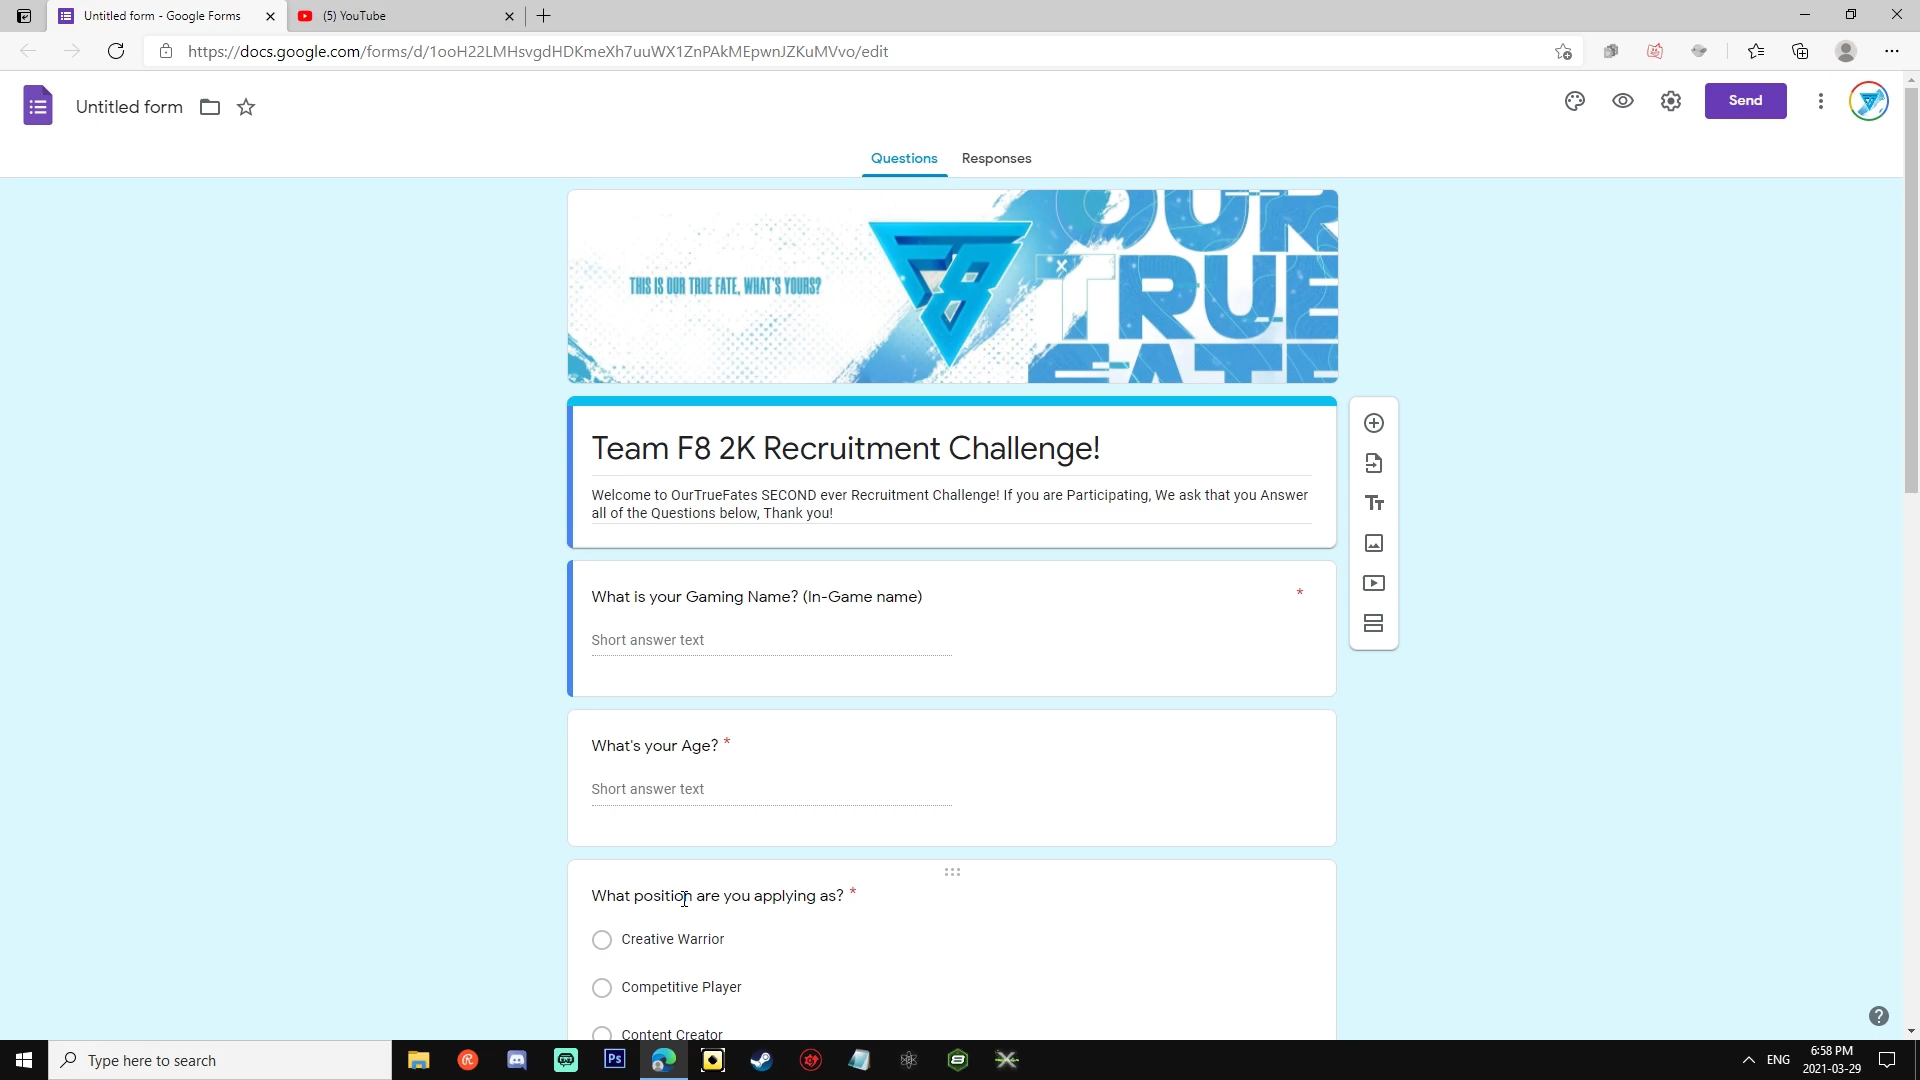 Untitled form - Google Forms
(5) YouTube
https://docs.google.com/forms/d/1ooH22LMHsvgdHDKmeXh7uuWX1ZnPAkMEpwnJZKuMVvo/edit
Untitled form
Send
Questions
Responses
THIS IS OUR TRUE FATE, WHAT'S YOURS?
F8
OUR
TRUE
FATE
Team F8 2K Recruitment Challenge!
Welcome to OurTrueFates SECOND ever Recruitment Challenge! If you are Participating, We ask that you Answer
all of the Questions below, Thank you!
What is your Gaming Name? (In-Game name)
*
Short answer text
What's your Age? *
Short answer text
What position are you applying as? *
Creative Warrior
Competitive Player
Content Creator
Type here to search
Ps
ENG
6:58 PM
2021-03-29